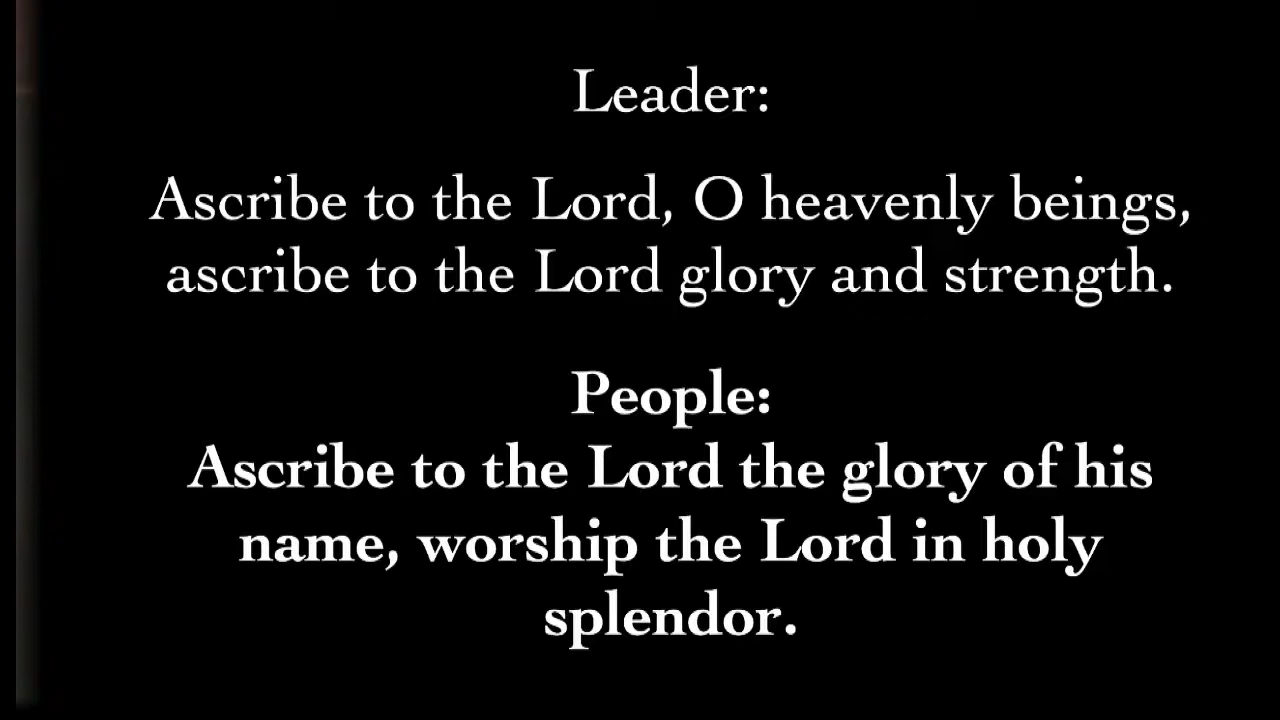 Leader:
Ascribe to the Lord, O heavenly beings,
ascribe to the Lord glory and strength.
People:
Ascribe to the Lord the glory of his
name, worship the Lord in holy
splendor.